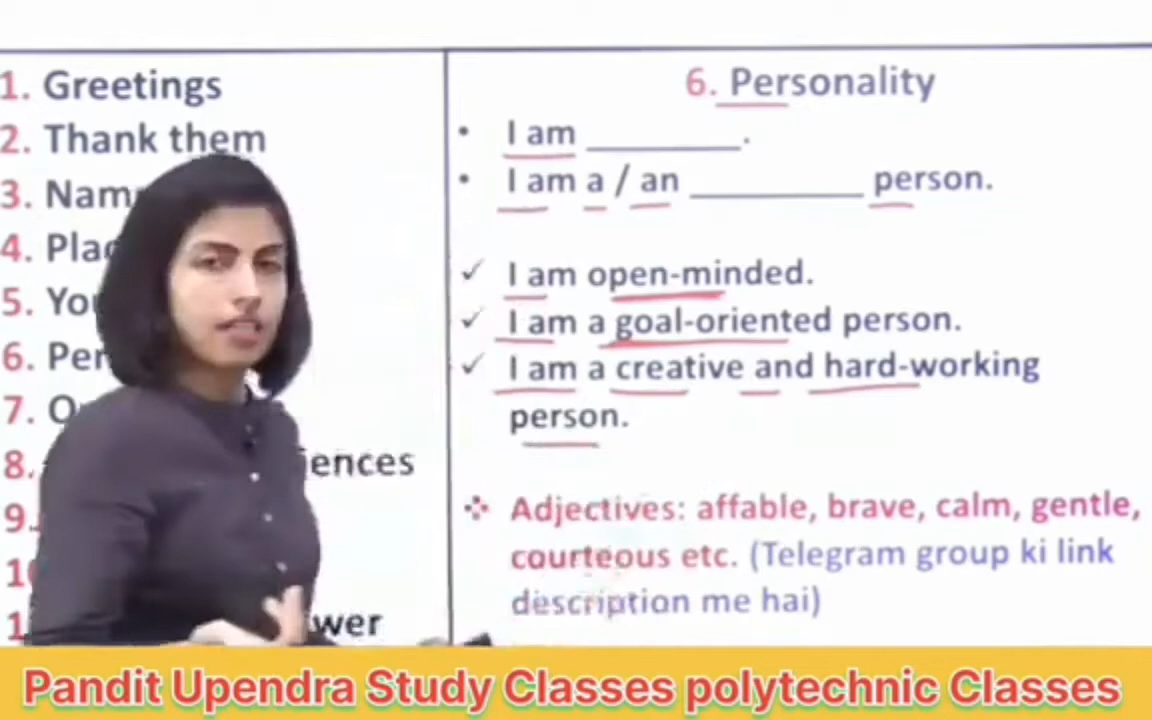 1. Greetings
2. Thank them
3. Nam
4. Pla
5. Yo
6. Per
7. O
8. iences
9.
1
1 wer
6. Personality
• I am ________.
• I am a / an __________ person.
✓ I am open-minded.
✓ I am a goal-oriented person.
✓ I am a creative and hard-working
person.
❖ Adjectives: affable, brave, calm, gentle,
courteous etc. (Telegram group ki link
description me hai)
Pandit Upendra Study Classes polytechnic Classes